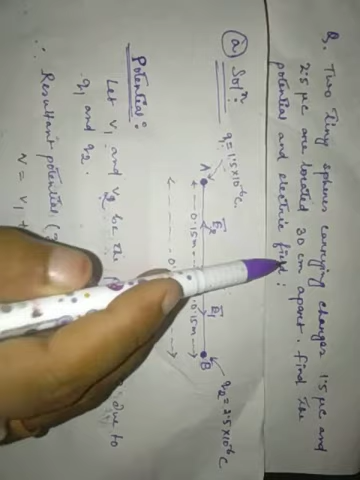 Q. Two tiny spheres carrying charges 1.5 μc and
2.5 μc are located 30 cm apart. find the
potential and electric field:
(a) Solⁿ:
q₁ = 1.5×10⁻⁶C.
q₂ = 2.5×10⁻⁶C
A
E₂
E₁
B
0.15m
0.15m
Potential:
Let V₁ and V₂ be the
due to
q₁ and q₂.
∴ Resultant potential
V = V₁ +